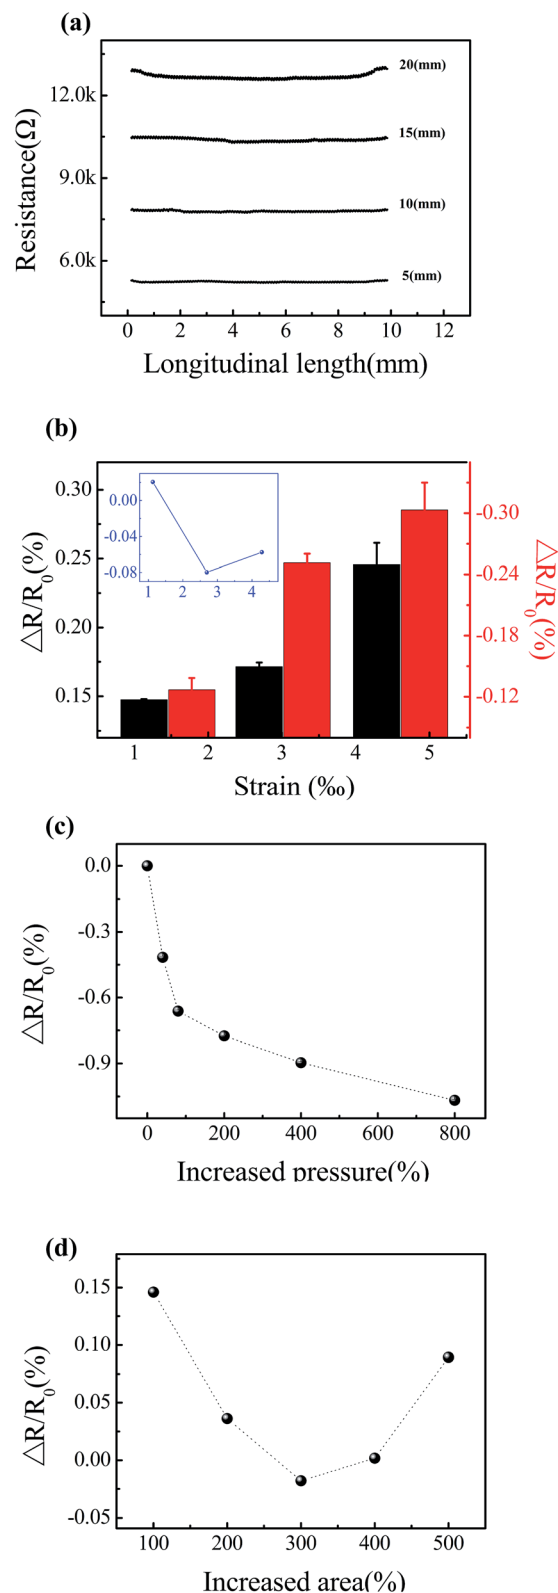 (a)
20(mm)
12.0k
15(mm)
9.0k
10(mm)
6.0k
5(mm)
Resistance(Ω)
0 2 4 6 8 10 12
Longitudinal length(mm)
(b)
0.30
0.25
0.20
0.15
△R/R0(%)
0.00
-0.04
-0.08
1 2 3 4
-0.30
-0.24
-0.18
-0.12
△R/R0(%)
1 2 3 4 5
Strain (‰)
(c)
0.0
-0.3
-0.6
-0.9
△R/R0(%)
0 200 400 600 800
Increased pressure(%)
(d)
0.15
0.10
0.05
0.00
-0.05
△R/R0(%)
100 200 300 400 500
Increased area(%)